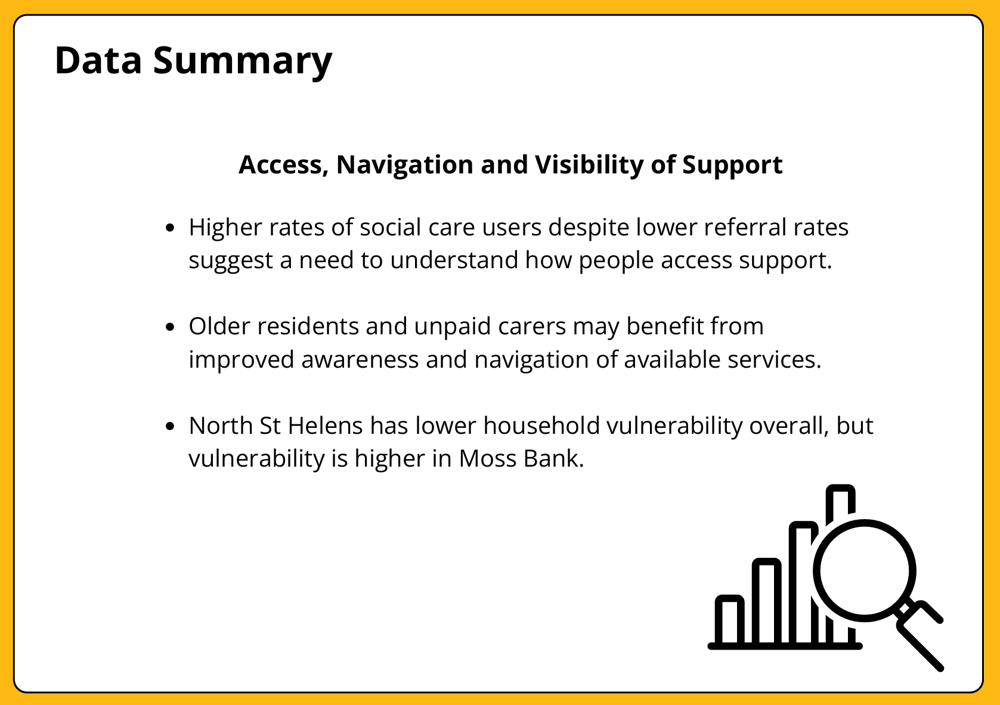 Data Summary
Access, Navigation and Visibility of Support
• Higher rates of social care users despite lower referral rates
suggest a need to understand how people access support.
• Older residents and unpaid carers may benefit from
improved awareness and navigation of available services.
• North St Helens has lower household vulnerability overall, but
vulnerability is higher in Moss Bank.